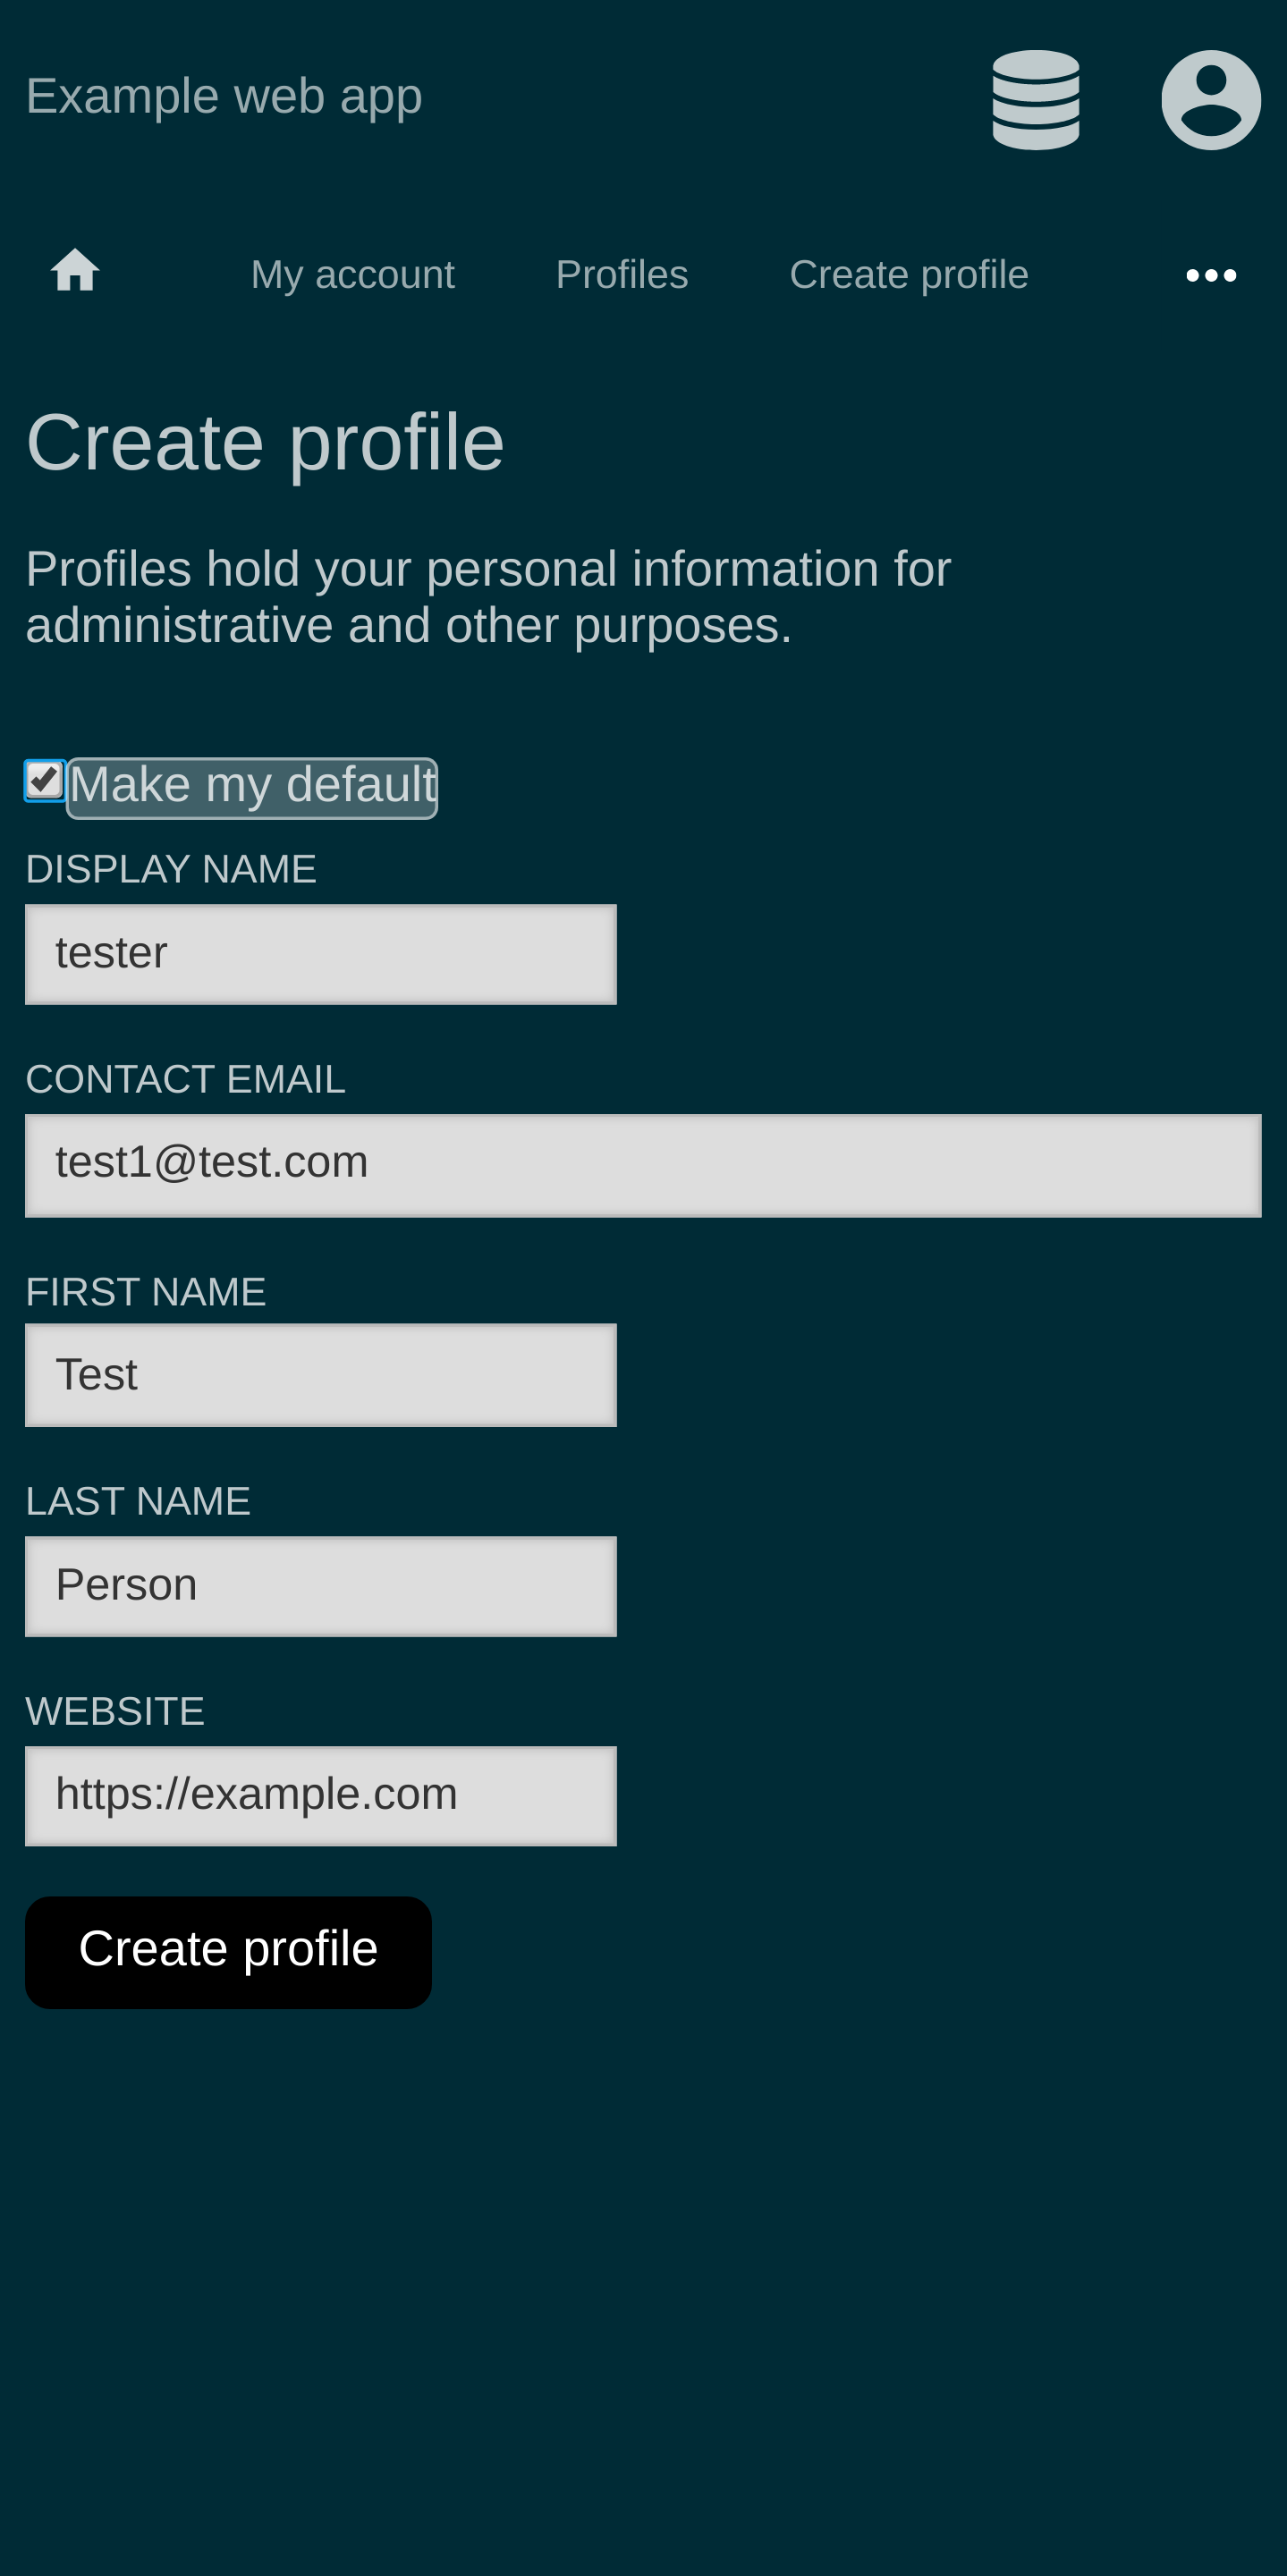 Example web app
My account Profiles Create profile
Create profile
Profiles hold your personal information for
administrative and other purposes.
Make my default
DISPLAY NAME
tester
CONTACT EMAIL
test1@test.com
FIRST NAME
Test
LAST NAME
Person
WEBSITE
https://example.com
Create profile